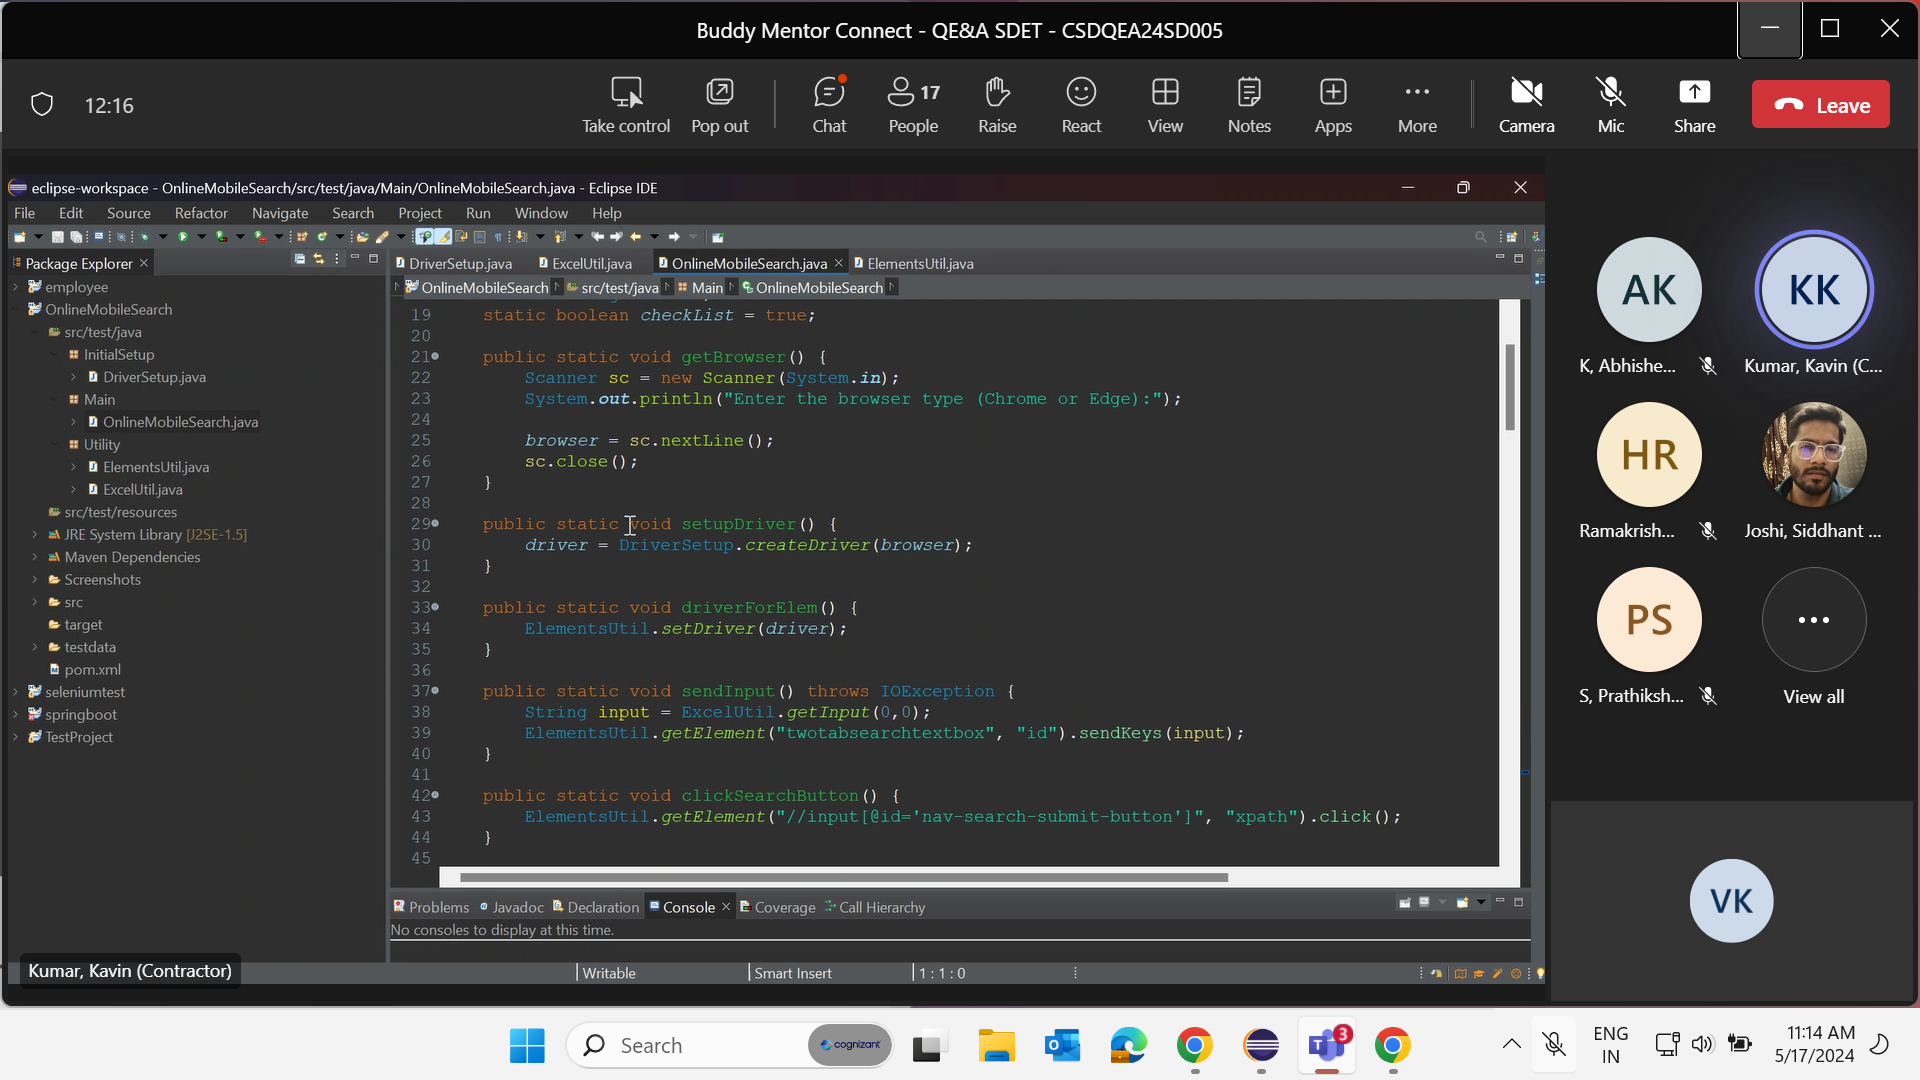 Buddy Mentor Connect - QE&A SDET - CSDQEA24SD005
12:16
Take control
Pop out
Chat
17
People
Raise
React
View
Notes
Apps
More
Camera
Mic
Share
Leave
eclipse-workspace - OnlineMobileSearch/src/test/java/Main/OnlineMobileSearch.java - Eclipse IDE
File Edit Source Refactor Navigate Search Project Run Window Help
Package Explorer
employee
OnlineMobileSearch
src/test/java
InitialSetup
DriverSetup.java
Main
OnlineMobileSearch.java
Utility
ElementsUtil.java
ExcelUtil.java
src/test/resources
JRE System Library [J2SE-1.5]
Maven Dependencies
Screenshots
src
target
testdata
pom.xml
seleniumtest
springboot
TestProject
DriverSetup.java ExcelUtil.java OnlineMobileSearch.java ElementsUtil.java
OnlineMobileSearch src/test/java Main OnlineMobileSearch
19 static boolean checkList = true;
20
21 public static void getBrowser() {
22 Scanner sc = new Scanner(System.in);
23 System.out.println("Enter the browser type (Chrome or Edge):");
24
25 browser = sc.nextLine();
26 sc.close();
27 }
28
29 public static void setupDriver() {
30 driver = DriverSetup.createDriver(browser);
31 }
32
33 public static void driverForElem() {
34 ElementsUtil.setDriver(driver);
35 }
36
37 public static void sendInput() throws IOException {
38 String input = ExcelUtil.getInput(0,0);
39 ElementsUtil.getElement("twotabsearchtextbox", "id").sendKeys(input);
40 }
41
42 public static void clickSearchButton() {
43 ElementsUtil.getElement("//input[@id='nav-search-submit-button']", "xpath").click();
44 }
45
Problems Javadoc Declaration Console Coverage Call Hierarchy
No consoles to display at this time.
Writable Smart Insert 1 : 1 : 0
Kumar, Kavin (Contractor)
AK
K, Abhishe...
KK
Kumar, Kavin (C...
HR
Ramakrish...
Joshi, Siddhant ...
PS
S, Prathiksh...
View all
VK
Search
cognizant
3
ENG
IN
11:14 AM
5/17/2024